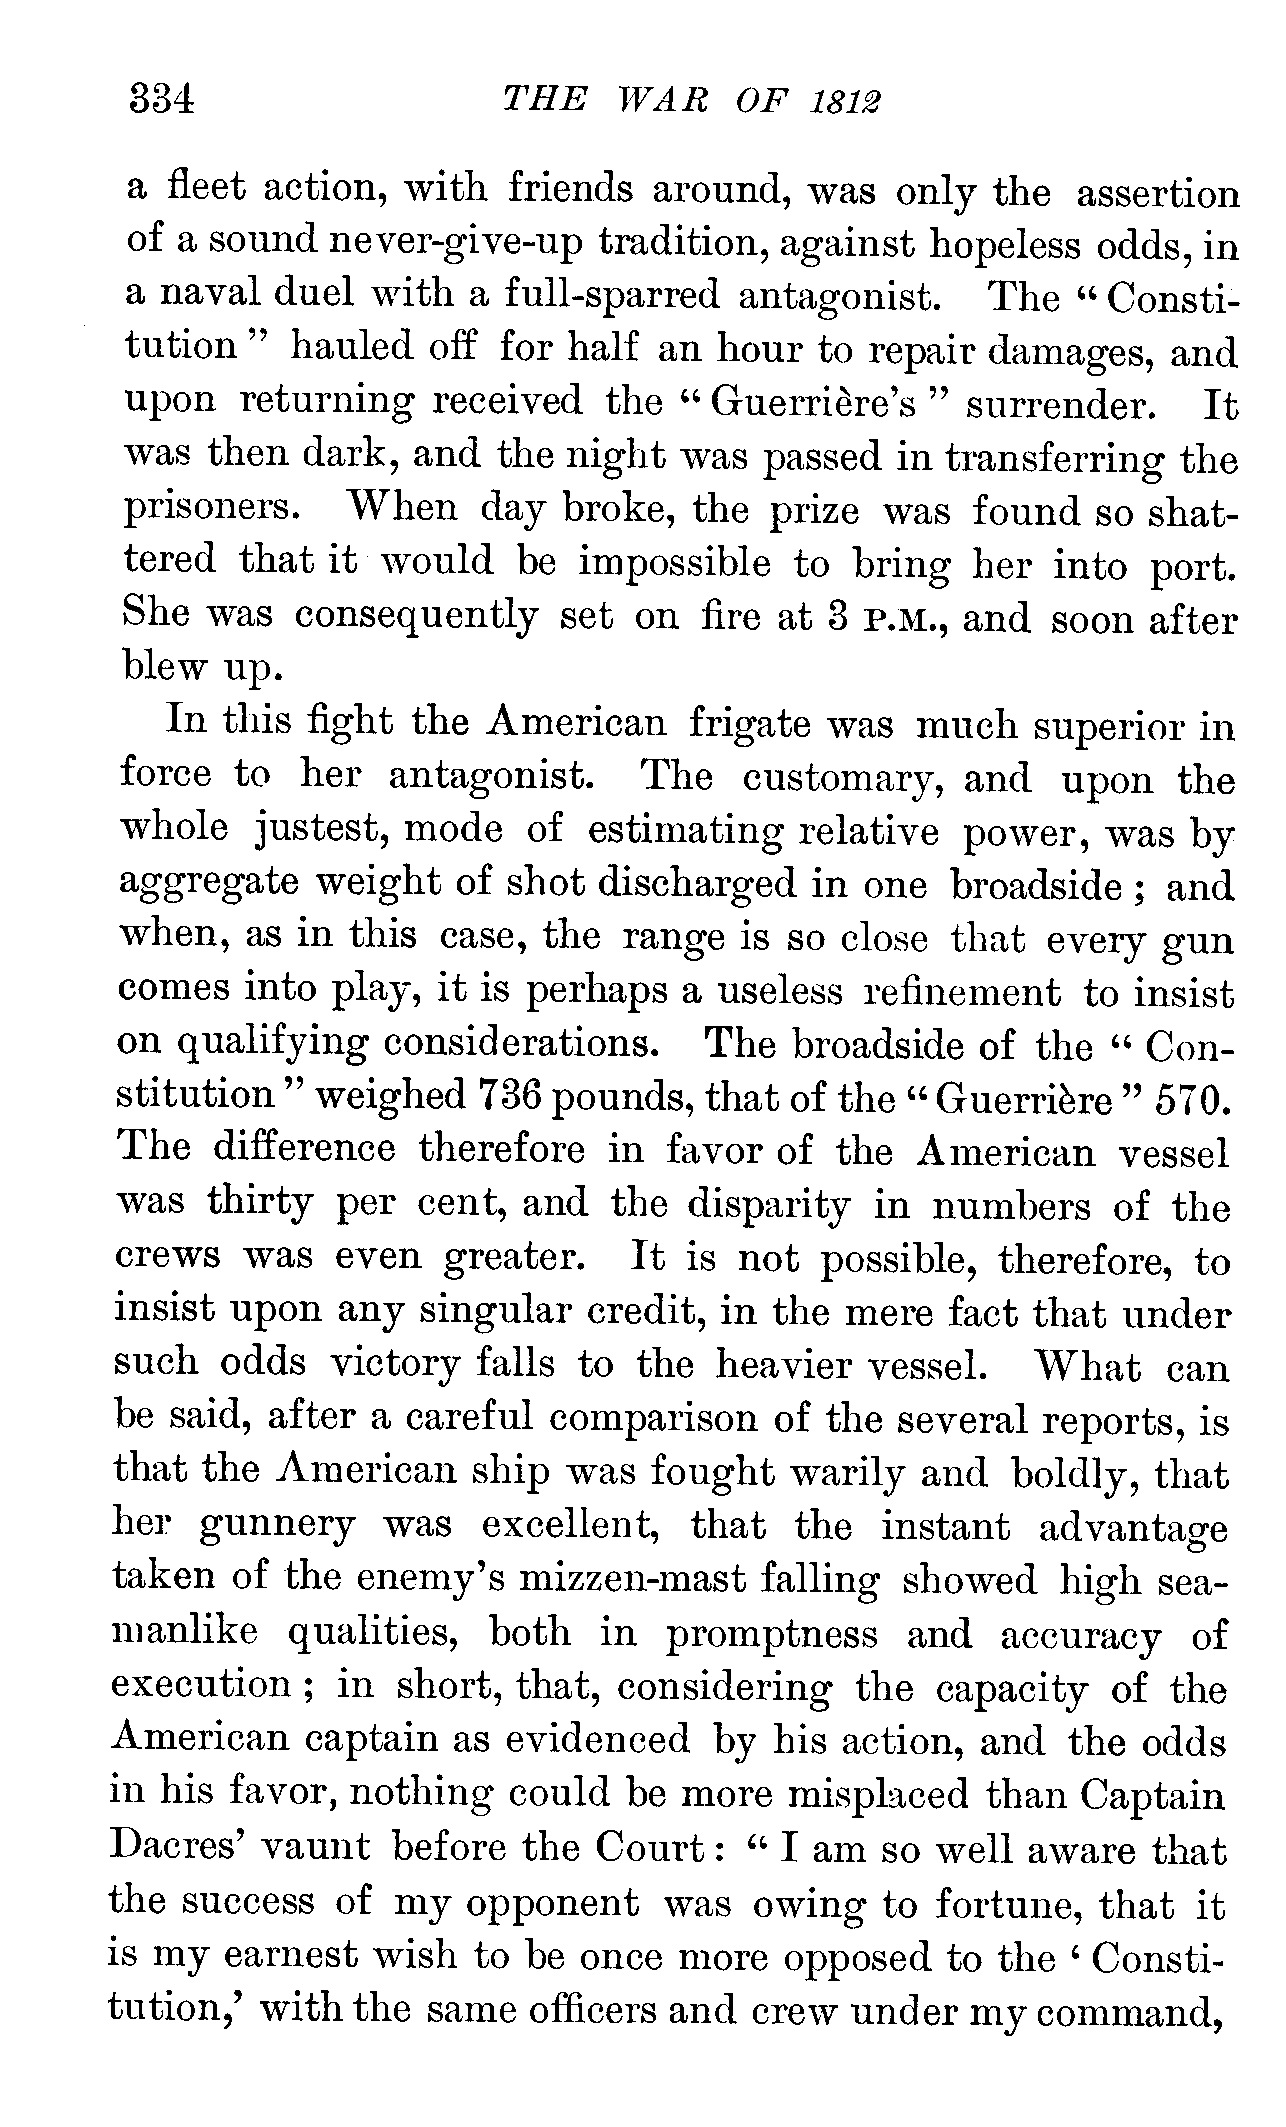 334 THE WAR OF 1812
a fleet action, with friends around, was only the assertion
of a sound never-give-up tradition, against hopeless odds, in
a naval duel with a full-sparred antagonist. The “ Consti-
tution ” hauled off for half an hour to repair damages, and
upon returning received the “ Guerrière’s ” surrender. It
was then dark, and the night was passed in transferring the
prisoners. When day broke, the prize was found so shat-
tered that it would be impossible to bring her into port.
She was consequently set on fire at 3 P.M., and soon after
blew up.
In this fight the American frigate was much superior in
force to her antagonist. The customary, and upon the
whole justest, mode of estimating relative power, was by
aggregate weight of shot discharged in one broadside ; and
when, as in this case, the range is so close that every gun
comes into play, it is perhaps a useless refinement to insist
on qualifying considerations. The broadside of the “ Con-
stitution ” weighed 736 pounds, that of the “ Guerrière ” 570.
The difference therefore in favor of the American vessel
was thirty per cent, and the disparity in numbers of the
crews was even greater. It is not possible, therefore, to
insist upon any singular credit, in the mere fact that under
such odds victory falls to the heavier vessel. What can
be said, after a careful comparison of the several reports, is
that the American ship was fought warily and boldly, that
her gunnery was excellent, that the instant advantage
taken of the enemy’s mizzen-mast falling showed high sea-
manlike qualities, both in promptness and accuracy of
execution ; in short, that, considering the capacity of the
American captain as evidenced by his action, and the odds
in his favor, nothing could be more misplaced than Captain
Dacres’ vaunt before the Court : “ I am so well aware that
the success of my opponent was owing to fortune, that it
is my earnest wish to be once more opposed to the ‘ Consti-
tution,’ with the same officers and crew under my command,